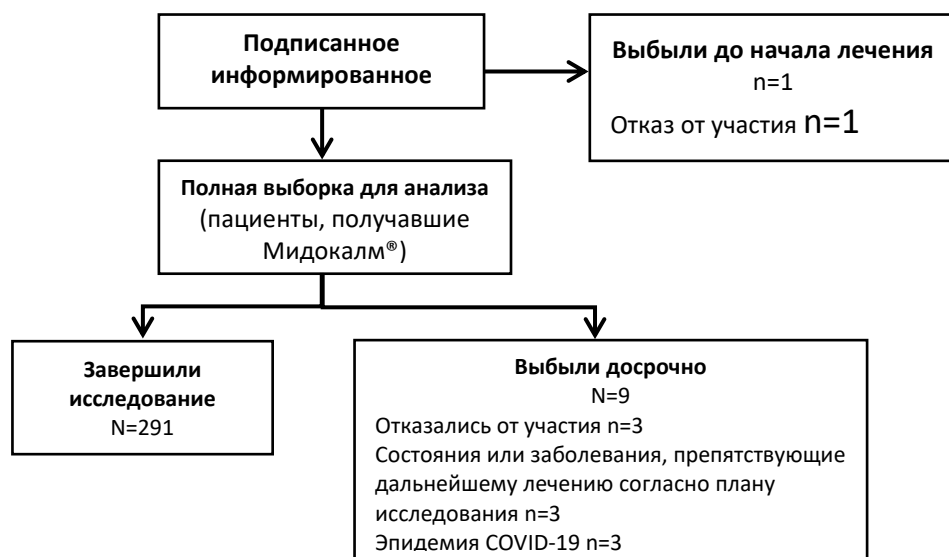 Подписанное
информированное
Выбыли до начала лечения
n=1
Отказ от участия n=1
Полная выборка для анализа
(пациенты, получавшие
Мидокалм®)
Завершили
исследование
N=291
Выбыли досрочно
N=9
Отказались от участия n=3
Состояния или заболевания, препятствующие
дальнейшему лечению согласно плану
исследования n=3
Эпидемия COVID-19 n=3